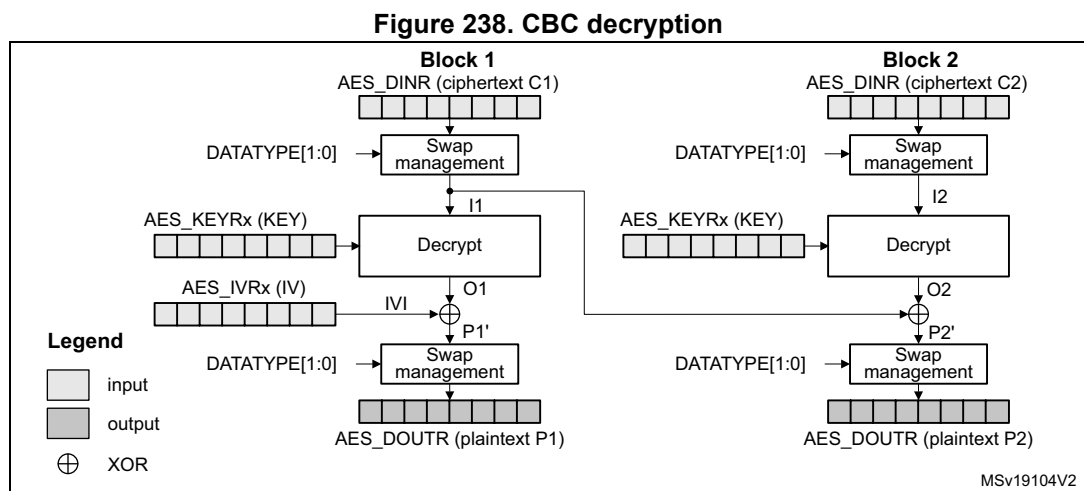 Figure 238. CBC decryption
Block 1
AES_DINR (ciphertext C1)
DATATYPE[1:0]
Swap
management
I1
AES_KEYRx (KEY)
Decrypt
O1
AES_IVRx (IV)
IVI
P1'
DATATYPE[1:0]
Swap
management
AES_DOUTR (plaintext P1)
Block 2
AES_DINR (ciphertext C2)
DATATYPE[1:0]
Swap
management
I2
AES_KEYRx (KEY)
Decrypt
O2
P2'
DATATYPE[1:0]
Swap
management
AES_DOUTR (plaintext P2)
Legend
input
output
XOR
MSv19104V2